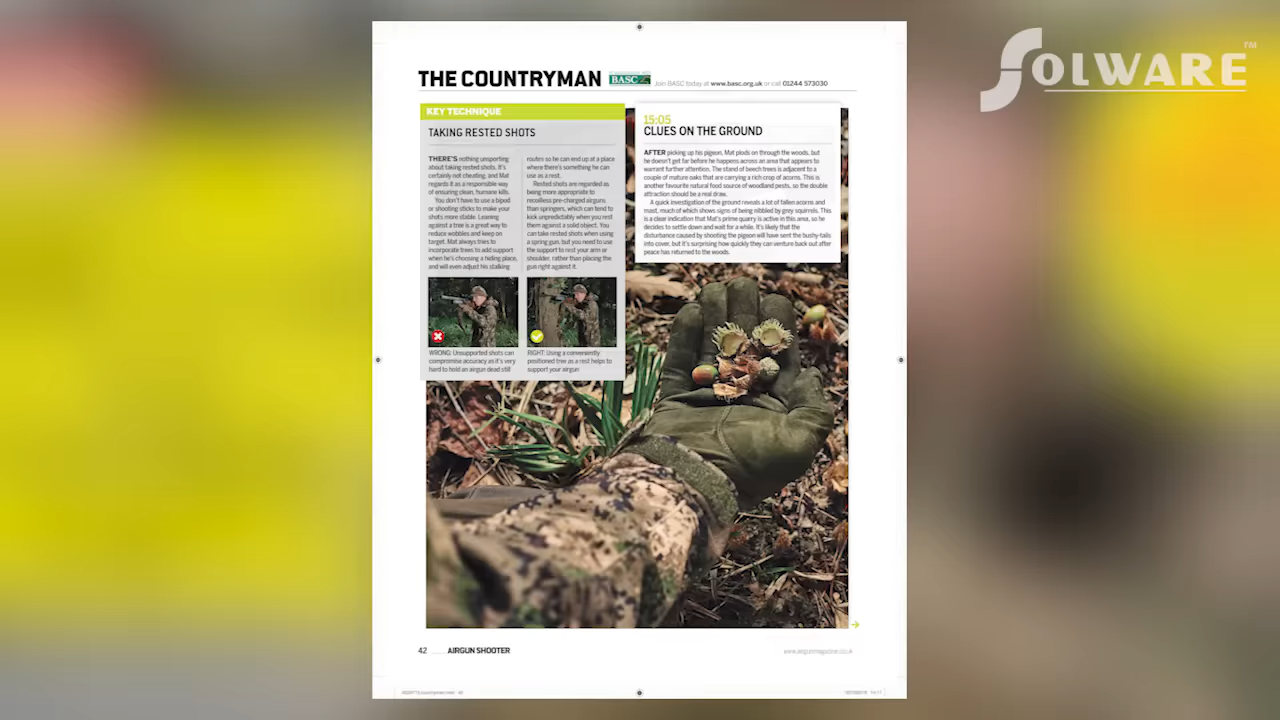 SOLWARE™
THE COUNTRYMAN
BASC
Join BASC today at www.basc.org.uk or call 01244 573030
KEY TECHNIQUE
TAKING RESTED SHOTS
THERE'S nothing unsporting
about taking rested shots. It's
certainly not cheating, and Mat
regards it as a responsible way
of ensuring clean, humane kills.
You don't have to use a bipod
or shooting sticks to make your
shots more stable. Leaning
against a tree is a great way to
reduce wobbles and keep on
target. Mat always tries to
incorporate trees to add support
when he's choosing a hiding place,
and will even adjust his stalking
routes so he can end up at a place
where there's something he can
use as a rest.
Rested shots are regarded as
being more appropriate to
recoilless pre-charged airguns,
than springers, which can tend to
kick unpredictably when you rest
them against a solid object. You
can take rested shots when using
a spring gun, but you need to use
the support to rest your arm or
shoulder, rather than placing the
gun right against it.
WRONG: Unsupported shots can
compromise accuracy as it's very
hard to hold an airgun dead still
RIGHT: Using a conveniently
positioned tree as a rest helps to
support your airgun
15:05
CLUES ON THE GROUND
AFTER picking up his pigeon, Mat plods on through the woods, but
he doesn't get far before he happens across an area that appears to
warrant further attention. The stand of beech trees is adjacent to a
couple of mature oaks that are carrying a rich crop of acorns. This is
another favourite natural food source of woodland pests, so the double
attraction should be a real draw.
A quick investigation of the ground reveals a lot of fallen acorns and
mast, much of which shows signs of being nibbled by grey squirrels. This
is a clear indication that Mat's prime quarry is active in this area, so he
decides to settle down and wait for a while. It's likely that the
disturbance caused by shooting the pigeon will have sent the bushy-tails
into cover, but it's surprising how quickly they can venture back out after
peace has returned to the woods.
42
AIRGUN SHOOTER
www.airgunmagazine.co.uk